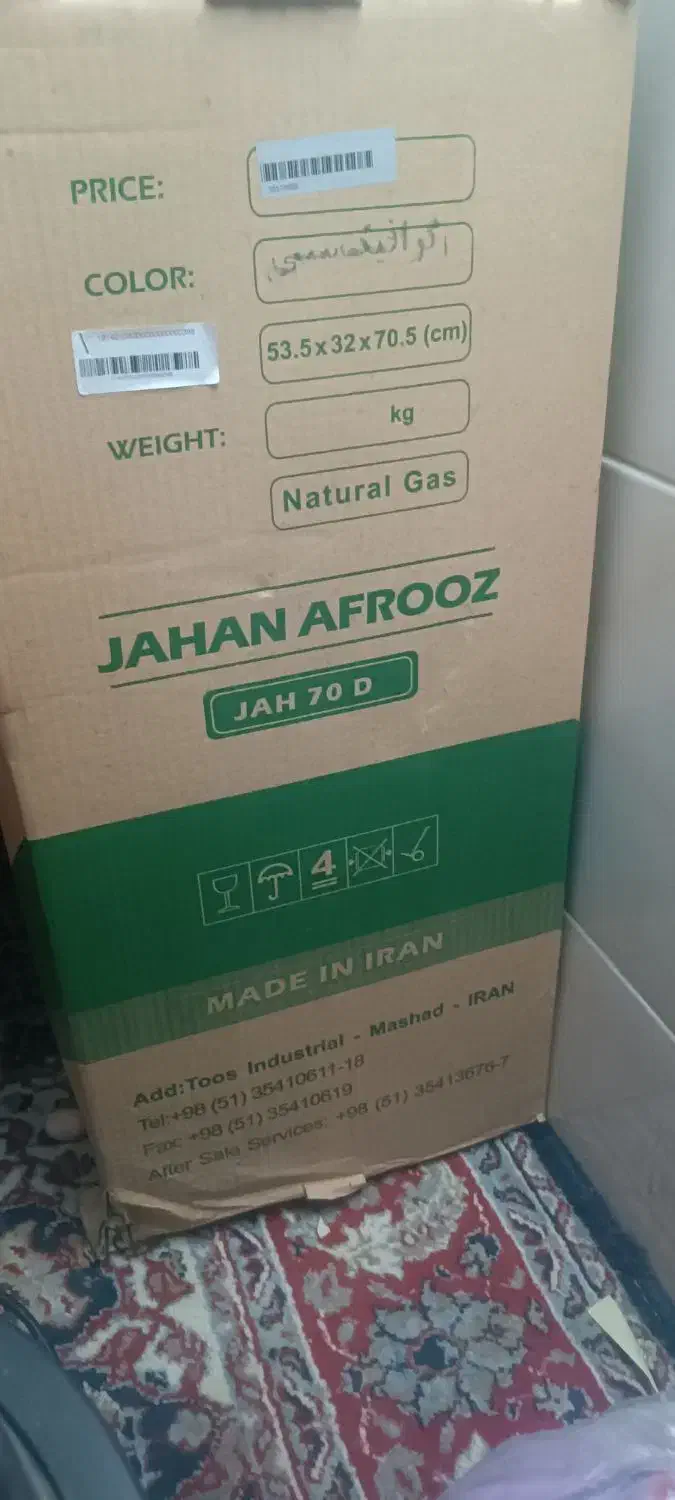 PRICE:
COLOR:
53.5x32x70.5 (cm)
WEIGHT:
kg
Natural Gas
JAHAN AFROOZ
JAH 70 D
4
MADE IN IRAN
Add:Toos Industrial - Mashad - IRAN
Tel:+98 (51) 35410611-18
Fax: +98 (51) 35410619
After Sale Services: +98 (51) 35413676-7